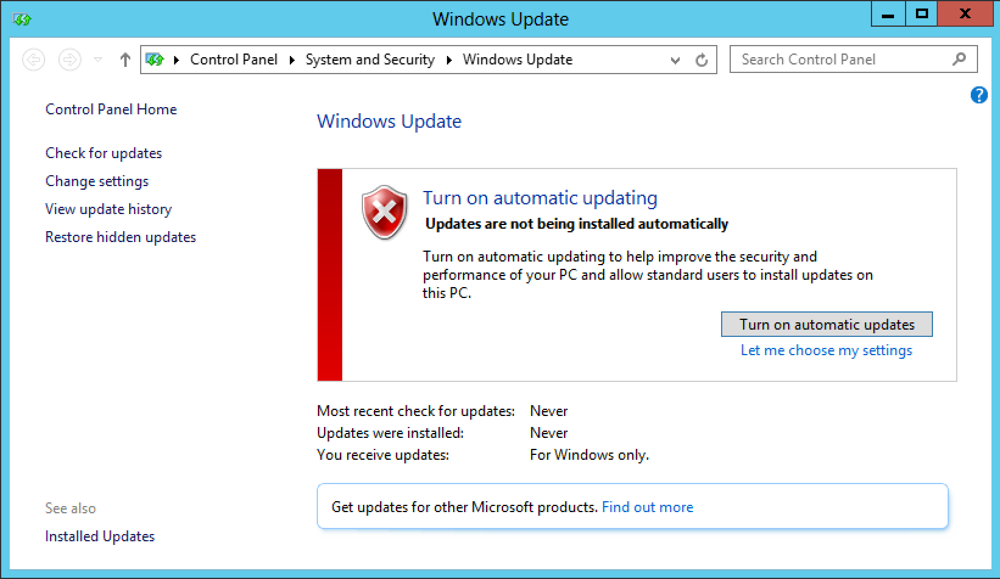 Windows Update
Control Panel System and Security Windows Update
Search Control Panel
?
Control Panel Home
Check for updates
Change settings
View update history
Restore hidden updates
Windows Update
Turn on automatic updating
Updates are not being installed automatically
Turn on automatic updating to help improve the security and
performance of your PC and allow standard users to install updates on
this PC.
Turn on automatic updates
Let me choose my settings
Most recent check for updates: Never
Updates were installed: Never
You receive updates: For Windows only.
Get updates for other Microsoft products. Find out more
See also
Installed Updates